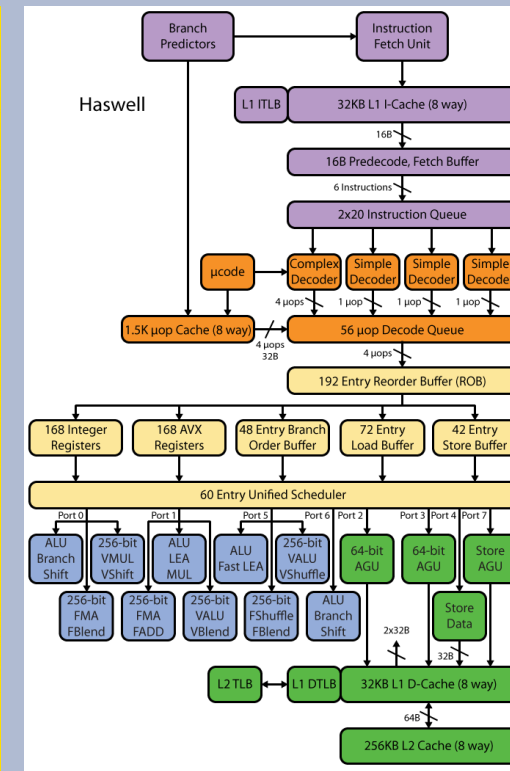 Branch
Predictors
Instruction
Fetch Unit
Haswell
L1 ITLB
32KB L1 I-Cache (8 way)
16B
16B Predecode, Fetch Buffer
6 Instructions
2x20 Instruction Queue
µcode
Complex
Decoder
Simple
Decoder
Simple
Decoder
Simple
Decode
4 µops
1 µop
1 µop
1 µop
1.5K µop Cache (8 way)
4 µops
32B
56 µop Decode Queue
4 µops
192 Entry Reorder Buffer (ROB)
168 Integer
Registers
168 AVX
Registers
48 Entry Branch
Order Buffer
72 Entry
Load Buffer
42 Entry
Store Buffer
60 Entry Unified Scheduler
Port 0
Port 1
Port 5
Port 6
Port 2
Port 3
Port 4
Port 7
ALU
Branch
Shift
256-bit
VMUL
VShift
ALU
LEA
MUL
ALU
Fast LEA
256-bit
VALU
VShuffle
64-bit
AGU
64-bit
AGU
Store
AGU
256-bit
FMA
FBlend
256-bit
FMA
FADD
256-bit
VALU
VBlend
256-bit
FShuffle
FBlend
ALU
Branch
Shift
Store
Data
2x32B
32B
L2 TLB
L1 DTLB
32KB L1 D-Cache (8 way)
64B
256KB L2 Cache (8 way)